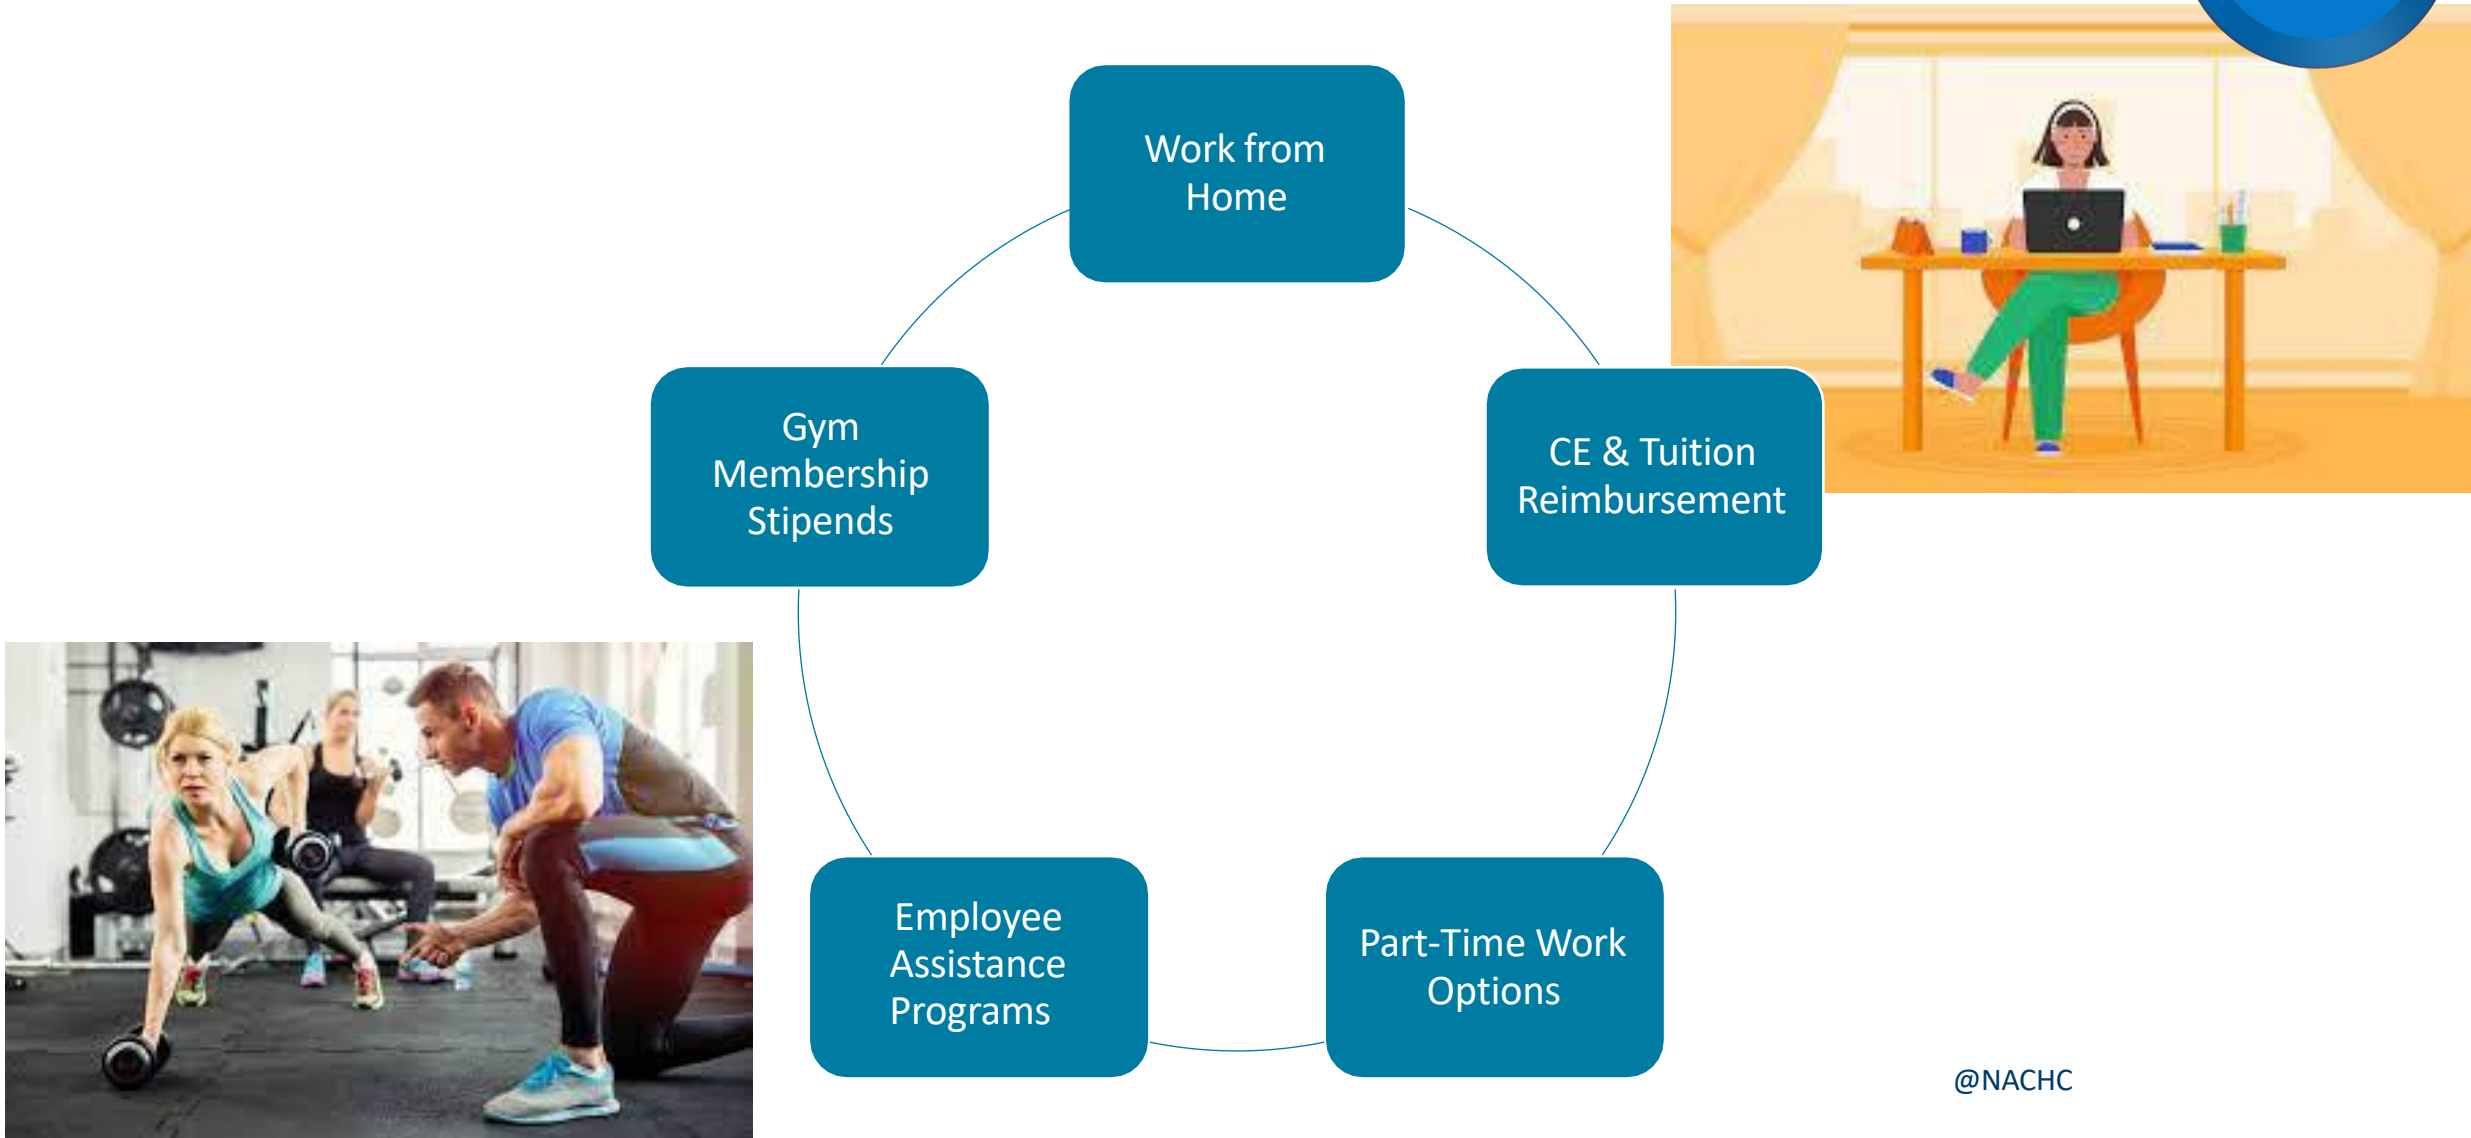 Work from
Home
CE & Tuition
Reimbursement
Part-Time Work
Options
Employee
Assistance
Programs
Gym
Membership
Stipends
@NACHC